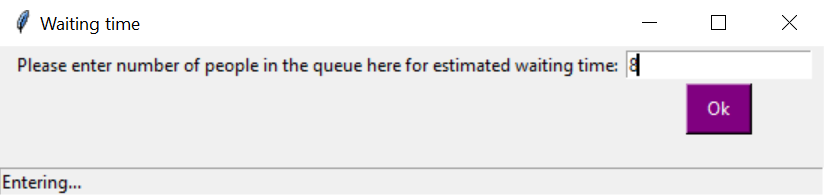 Waiting time
Please enter number of people in the queue here for estimated waiting time: 8
Ok
Entering...